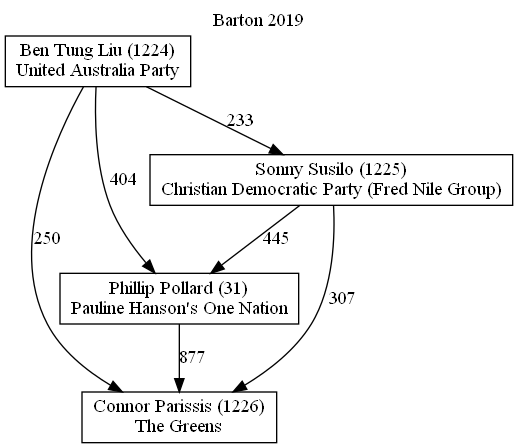 Barton 2019
Ben Tung Liu (1224)
United Australia Party
233
Sonny Susilo (1225)
Christian Democratic Party (Fred Nile Group)
404
250
445
Phillip Pollard (31)
Pauline Hanson's One Nation
307
877
Connor Parissis (1226)
The Greens